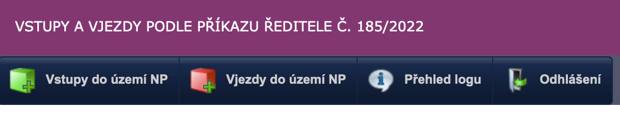 VSTUPY A VJEZDY PODLE PŘÍKAZU ŘEDITELE Č. 185/2022
Vstupy do území NP Vjezdy do území NP Přehled logu Odhlášení